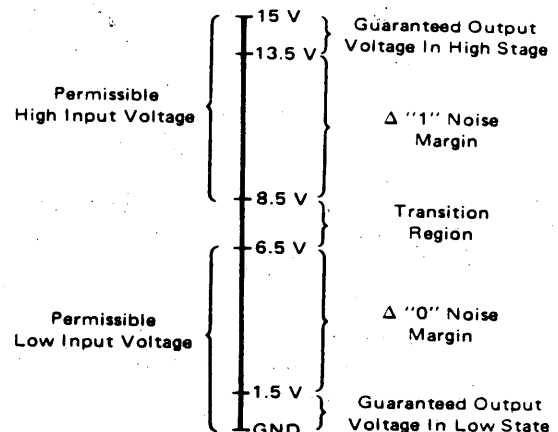 15 V
Guaranteed Output
Voltage In High Stage
13.5 V
Permissible
High Input Voltage
Δ "1" Noise
Margin
8.5 V
Transition
Region
6.5 V
Permissible
Low Input Voltage
Δ "0" Noise
Margin
1.5 V
Guaranteed Output
Voltage In Low State
GND